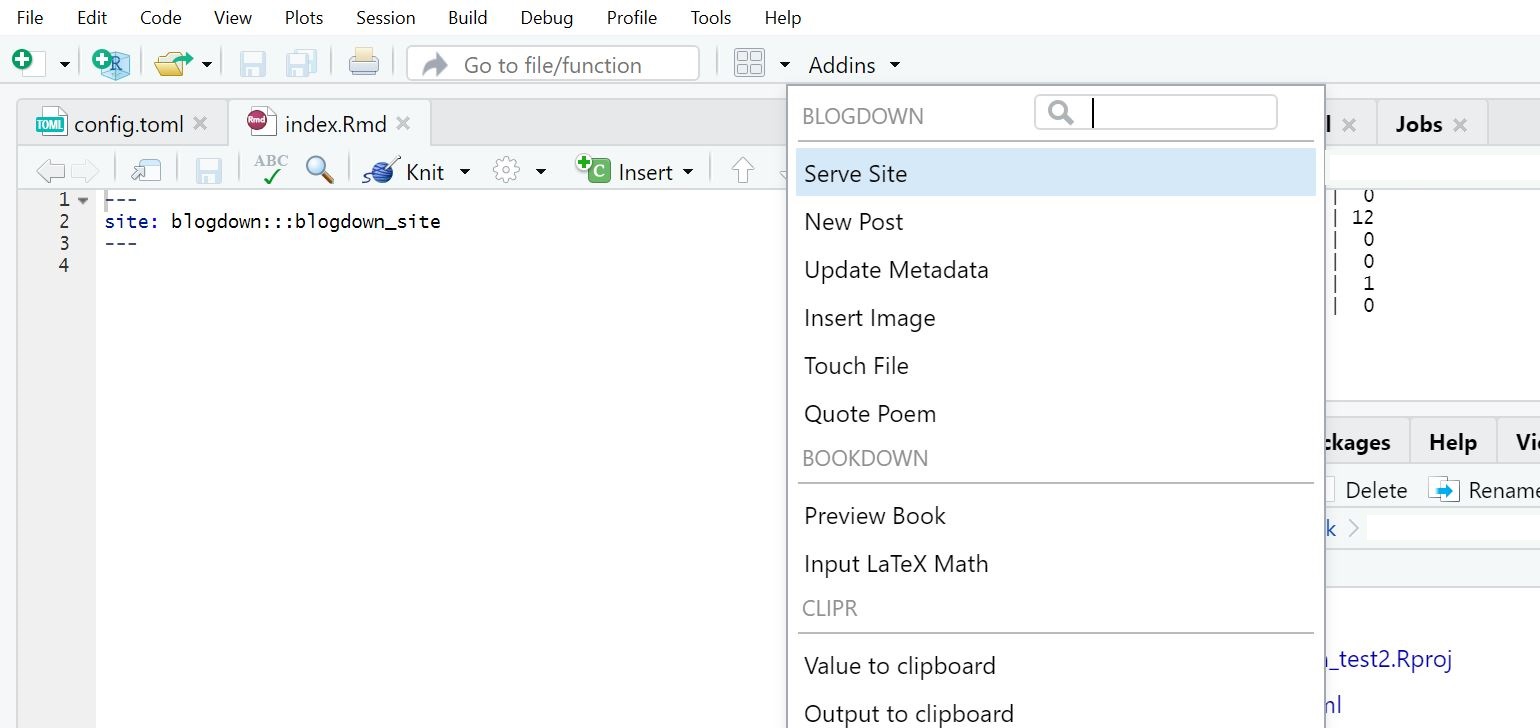 File Edit Code View Plots Session Build Debug Profile Tools Help
Go to file/function Addins
TOML config.toml Rmd index.Rmd
Jobs
ABC Knit C Insert
1 ---
2 site: blogdown:::blogdown_site
3 ---
4
BLOGDOWN
Serve Site
New Post
Update Metadata
Insert Image
Touch File
Quote Poem
BOOKDOWN
Preview Book
Input LaTeX Math
CLIPR
Value to clipboard
Output to clipboard
| 0
| 12
| 0
| 0
| 1
| 0
ckages Help Vi
Delete Rename
k
_test2.Rproj
ml